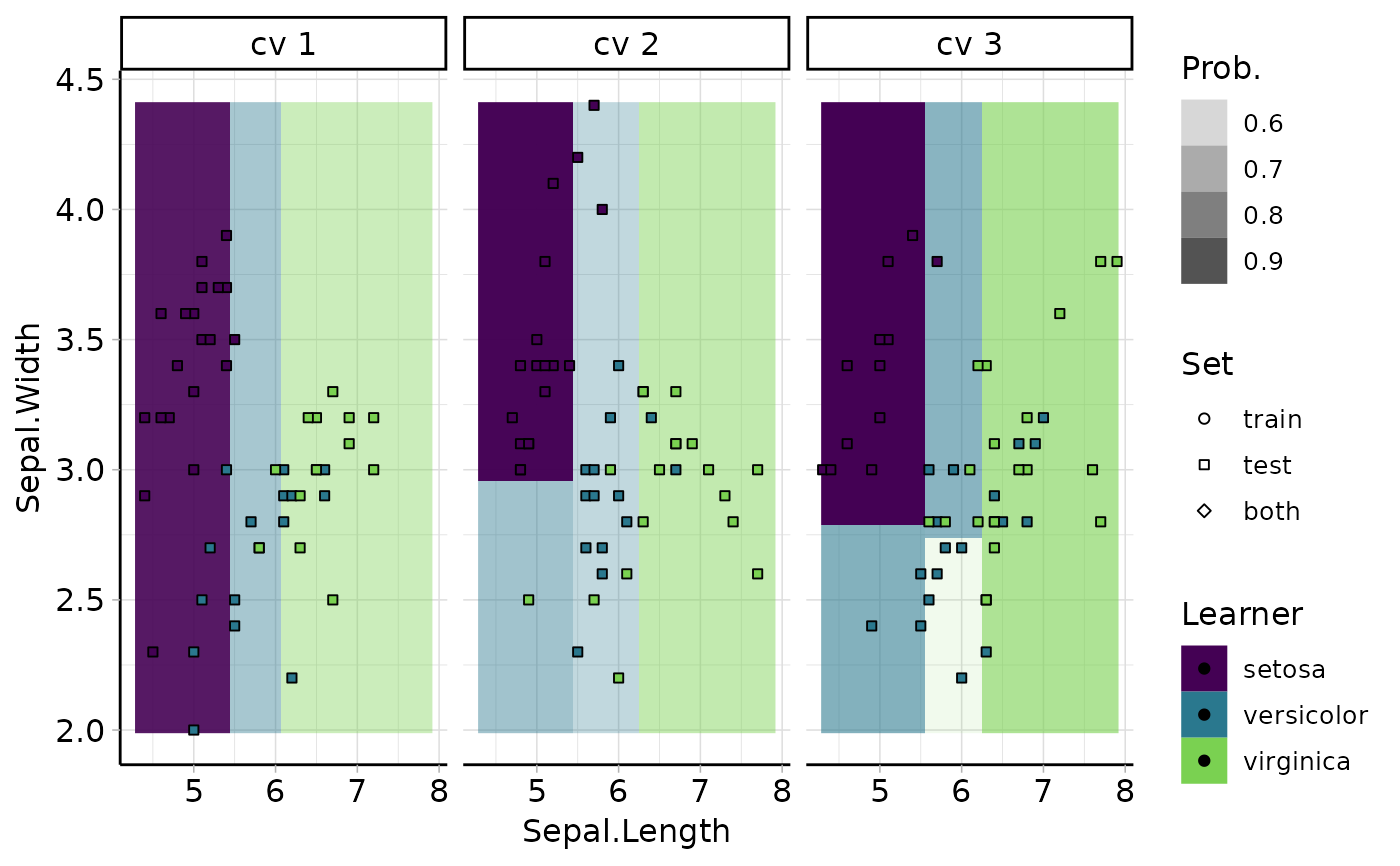 cv 1
cv 2
cv 3
4.5
4.0
3.5
3.0
2.5
2.0
Sepal.Width
5 6 7 8
5 6 7 8
5 6 7 8
Sepal.Length
Prob.
0.6
0.7
0.8
0.9
Set
train
test
both
Learner
setosa
versicolor
virginica